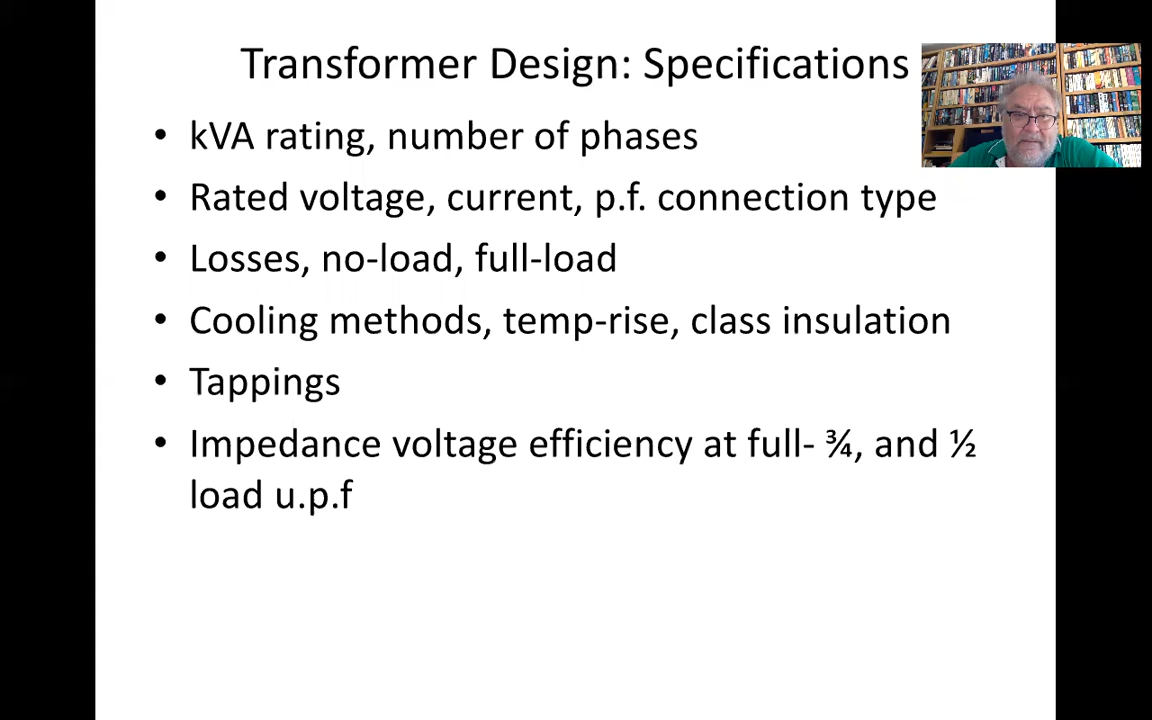 Transformer Design: Specifications
• kVA rating, number of phases
• Rated voltage, current, p.f. connection type
• Losses, no-load, full-load
• Cooling methods, temp-rise, class insulation
• Tappings
• Impedance voltage efficiency at full- ¾, and ½
load u.p.f